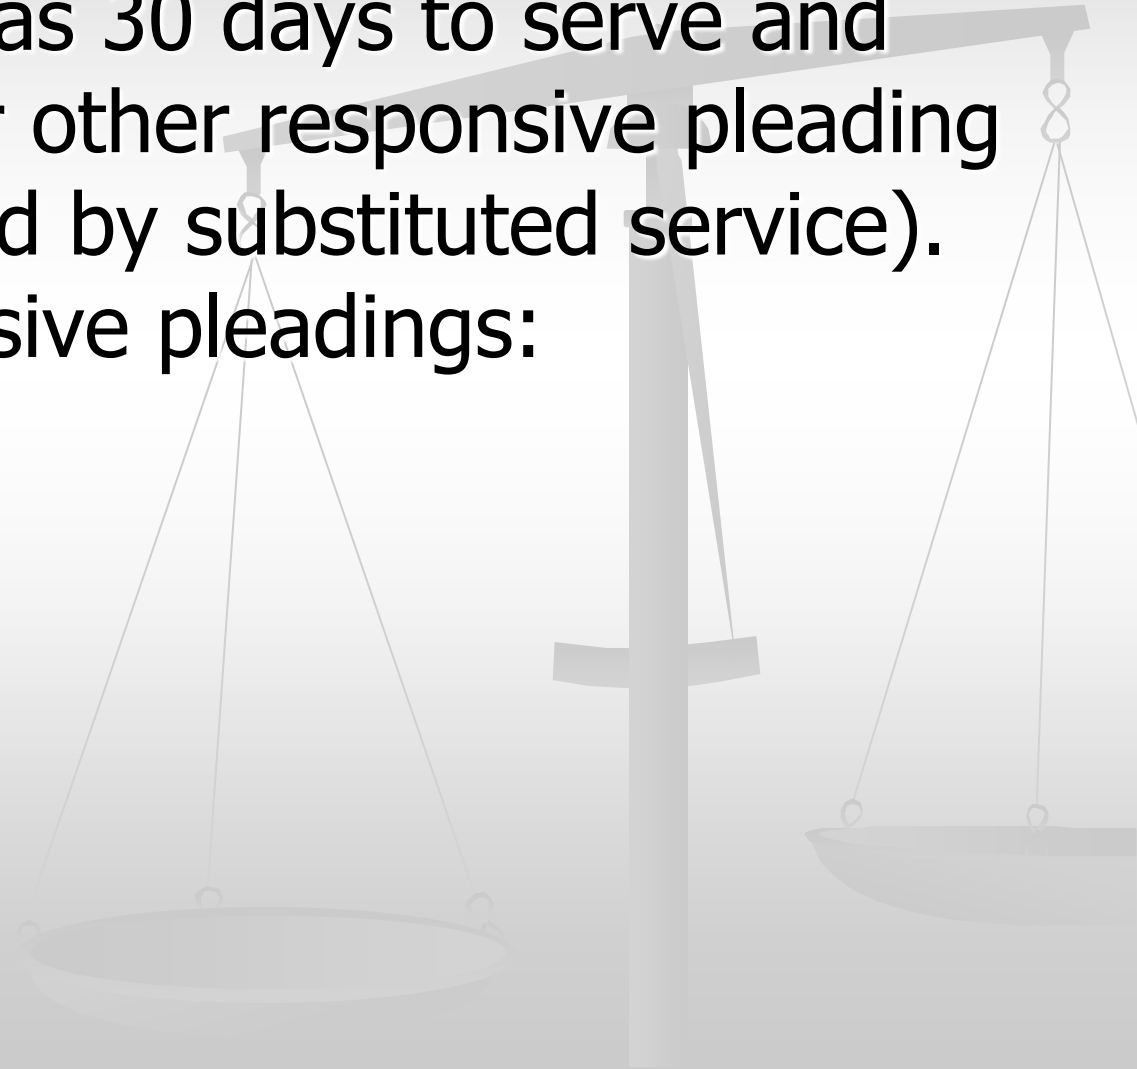 as 30 days to serve and
other responsive pleading
d by substituted service).
sive pleadings: